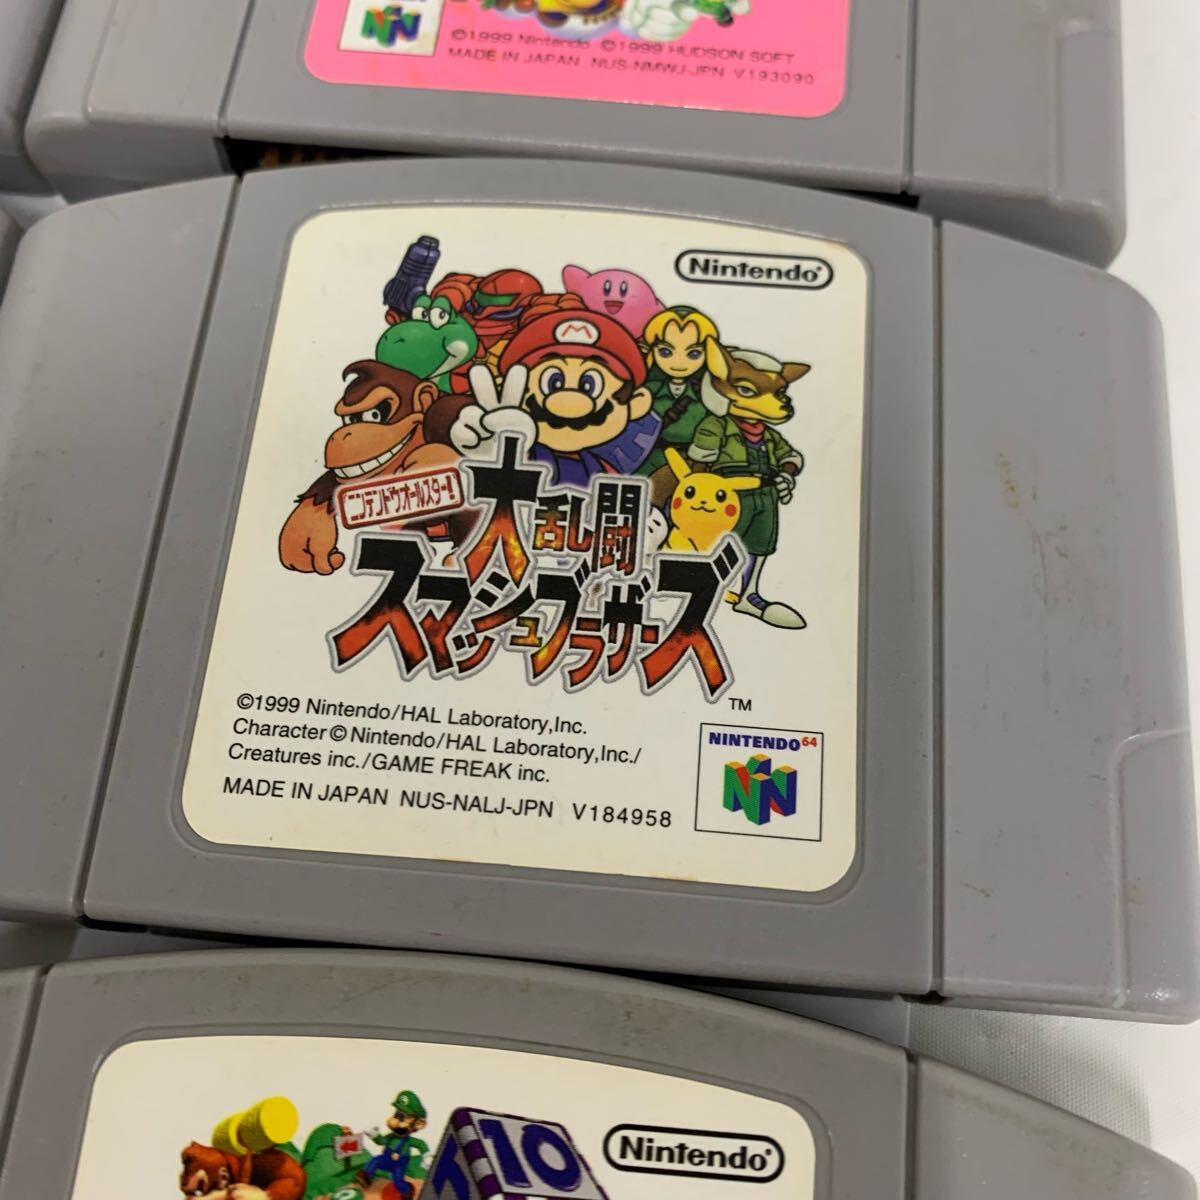 ©1999 Nintendo ©1999 HUDSON SOFT
MADE IN JAPAN NUS-NMWJ-JPN V193090
Nintendo®
M
ニンテンドウオールスター!
大乱闘
スマッシュブラザーズ
TM
©1999 Nintendo/HAL Laboratory,Inc.
Character©Nintendo/HAL Laboratory,Inc./
Creatures inc./GAME FREAK inc.
MADE IN JAPAN NUS-NALJ-JPN V184958
NINTENDO64
10
Nintendo®